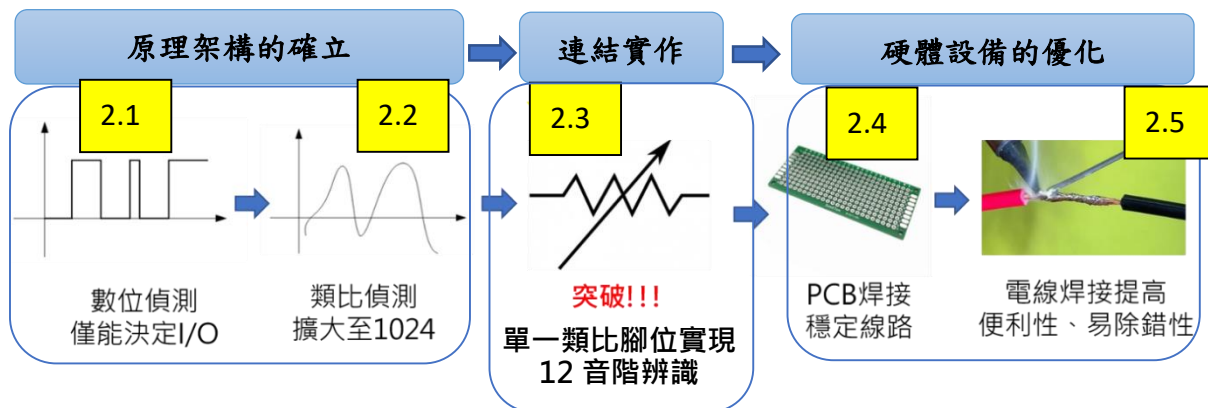 原理架構的確立
連結實作
硬體設備的優化
2.1
2.2
2.3
2.4
2.5
數位偵測
僅能決定I/O
類比偵測
擴大至1024
突破!!!
單一類比腳位實現
12 音階辨識
PCB焊接
穩定線路
電線焊接提高
便利性、易除錯性